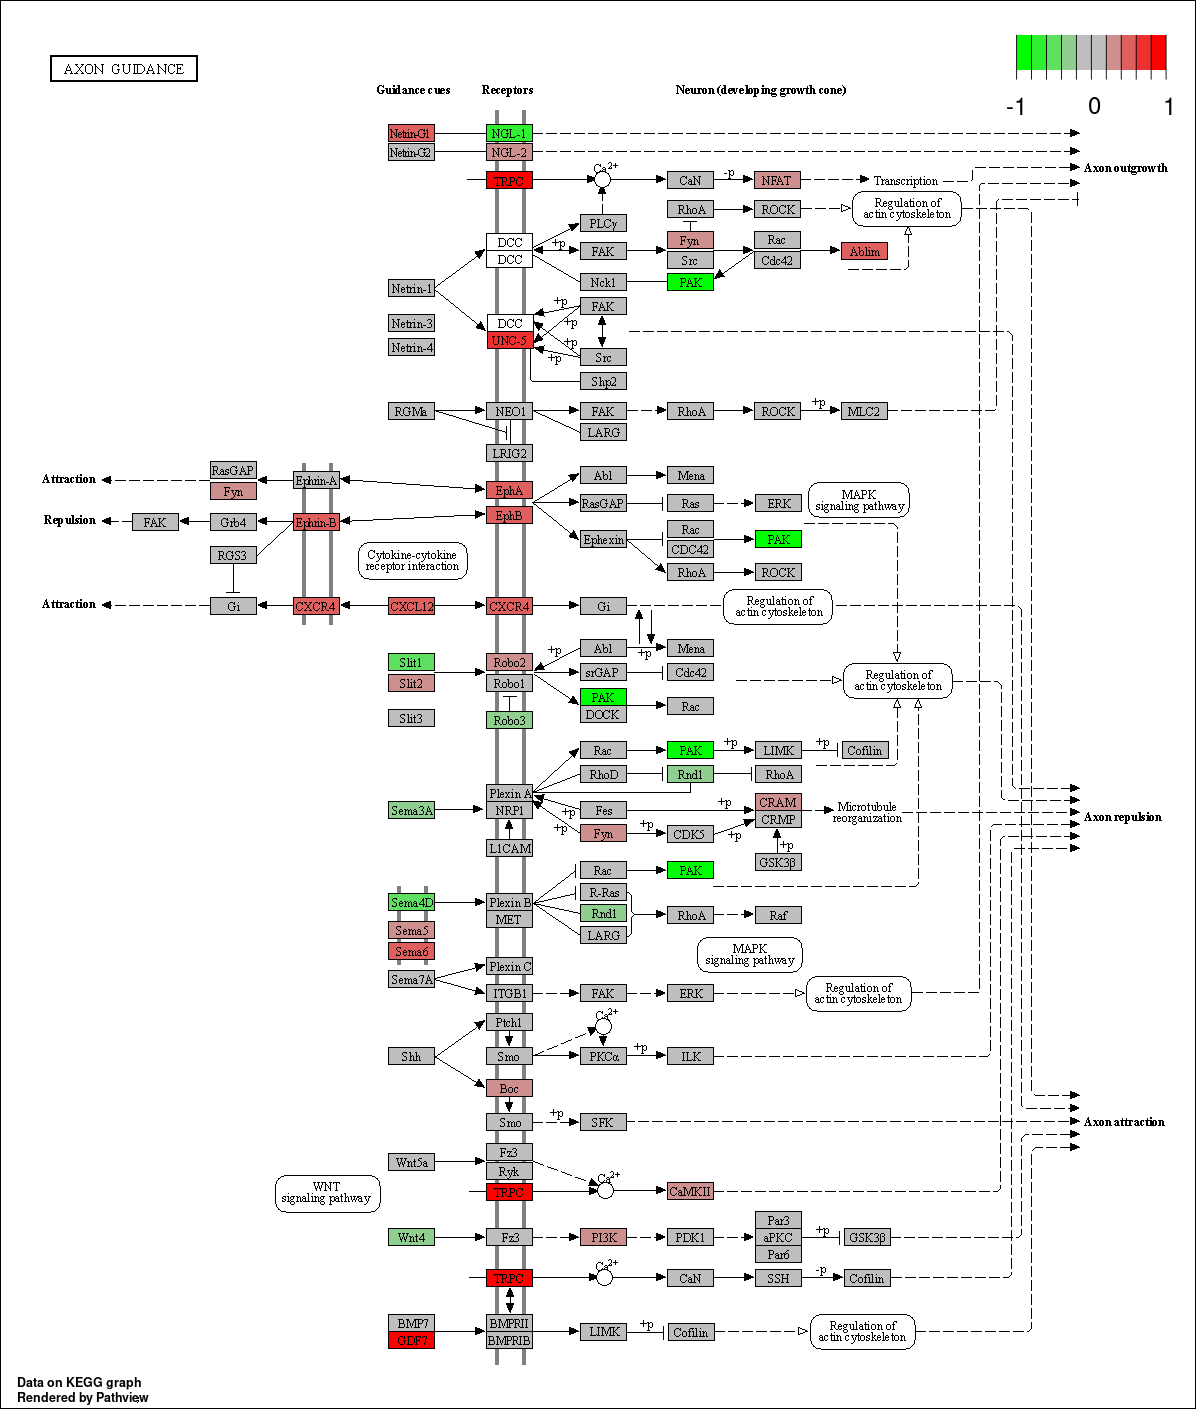 AXON GUIDANCE
-1 0 1
Guidance cues Receptors Neuron (developing growth cone)
Netrin-G1 NGL-1
Netrin-G2 NGL-2
Axon outgrowth
TRPC Ca2+ CaN -p NFAT Transcription
RhoA ROCK Regulation of
actin cytoskeleton
PLCγ
DCC +p FAK Fyn Rac Ablim
DCC Src Cdc42
Nck1 PAK
Netrin-1
FAK
+p
Netrin-3 DCC +p
UNC-5 +p
Netrin-4 +p Src
Shp2
RGMa NEO1 FAK RhoA ROCK +p MLC2
LARG
LRIG2
Attraction RasGAP Ephrin-A Abl Mena
Fyn EphA
RasGAP Ras ERK MAPK
signaling pathway
Repulsion FAK Grb4 Ephrin-B EphB
Rac
Ephexin CDC42 PAK
RGS3 Cytokine-cytokine
receptor interaction
RhoA ROCK
Attraction Gi CXCR4 CXCL12 CXCR4 Gi Regulation of
actin cytoskeleton
+p Abl +p Mena
Slit1 Robo2 srGAP Cdc42
Slit2 Robo1 Regulation of
actin cytoskeleton
PAK
Slit3 Robo3 DOCK Rac
Rac PAK +p LIMK +p Cofilin
RhoD Rnd1 RhoA
Plexin A
Sema3A NRP1 Fes +p CRAM Microtubule
reorganization
+p Fyn +p CDK5 +p CRMP
Axon repulsion
L1CAM +p
GSK3β
Rac PAK
Sema4D Plexin B R-Ras
MET Rnd1 RhoA Raf
Sema5 LARG
Sema6 MAPK
signaling pathway
Sema7A Plexin C
ITGB1 FAK ERK Regulation of
actin cytoskeleton
Ptch1 Ca2+
Shh Smo PKCα +p ILK
Boc
Smo +p SFK
Axon attraction
Wnt5a Fz3
Ryk Ca2+
WNT
signaling pathway
TRPC CaMKII
Wnt4 Fz3 PI3K PDK1 Par3
aPKC +p GSK3β
Par6
TRPC Ca2+ CaN SSH -p Cofilin
BMP7 BMPRII LIMK +p Cofilin Regulation of
actin cytoskeleton
GDF7 BMPRIB
Data on KEGG graph
Rendered by Pathview